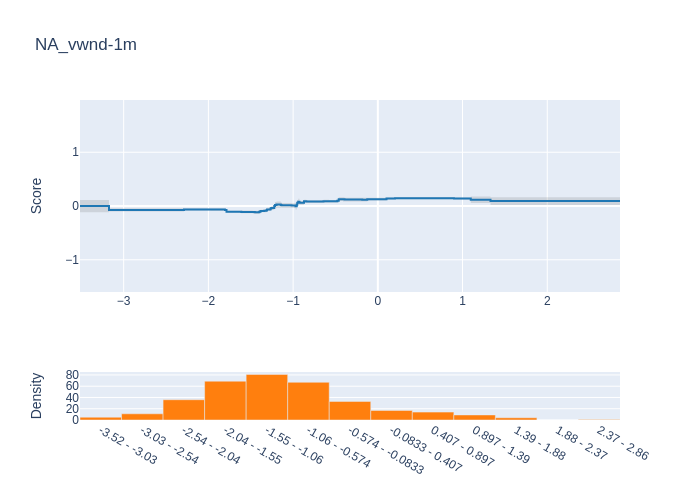 NA_vwnd-1m
Score
1
0
−1
−3
−2
−1
0
1
2
Density
80
60
40
20
0
-3.52 - -3.03
-3.03 - -2.54
-2.54 - -2.04
-2.04 - -1.55
-1.55 - -1.06
-1.06 - -0.574
-0.574 - -0.0833
-0.0833 - 0.407
0.407 - 0.897
0.897 - 1.39
1.39 - 1.88
1.88 - 2.37
2.37 - 2.86